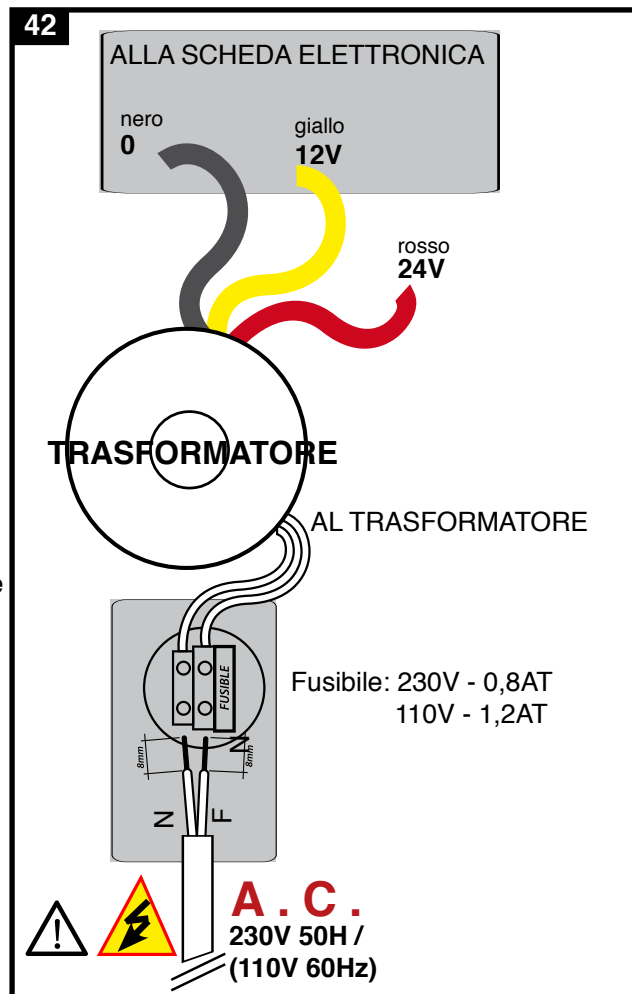 42
ALLA SCHEDA ELETTRONICA
nero
0
giallo
12V
rosso
24V
TRASFORMATORE
AL TRASFORMATORE
e
FUSIBLE
Fusibile: 230V - 0,8AT
110V - 1,2AT
8mm
8mm
N
N
F
A . C .
230V 50H /
(110V 60Hz)